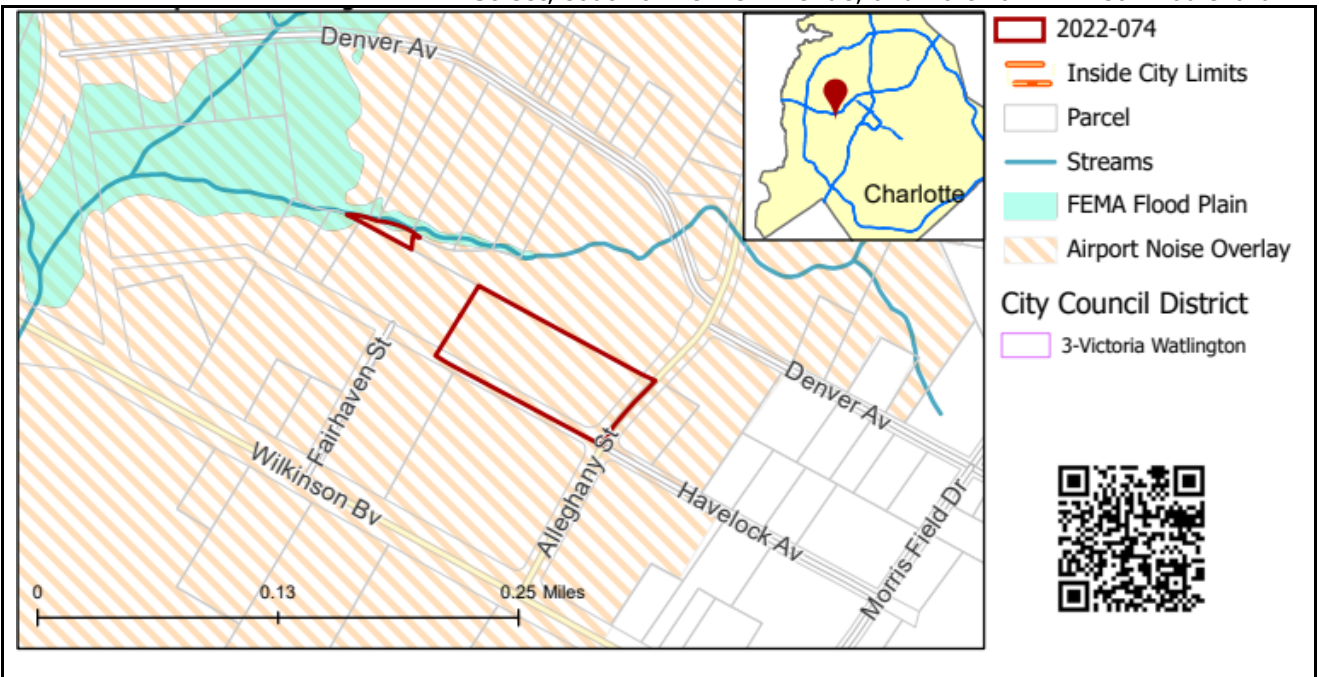 Denver Av
Charlotte
Fairhaven St
Wilkinson Bv
Alleghany St
Denver Av
Havelock Av
Morris Field Dr
0 0.13 0.25 Miles
2022-074
Inside City Limits
Parcel
Streams
FEMA Flood Plain
Airport Noise Overlay
City Council District
3-Victoria Watlington